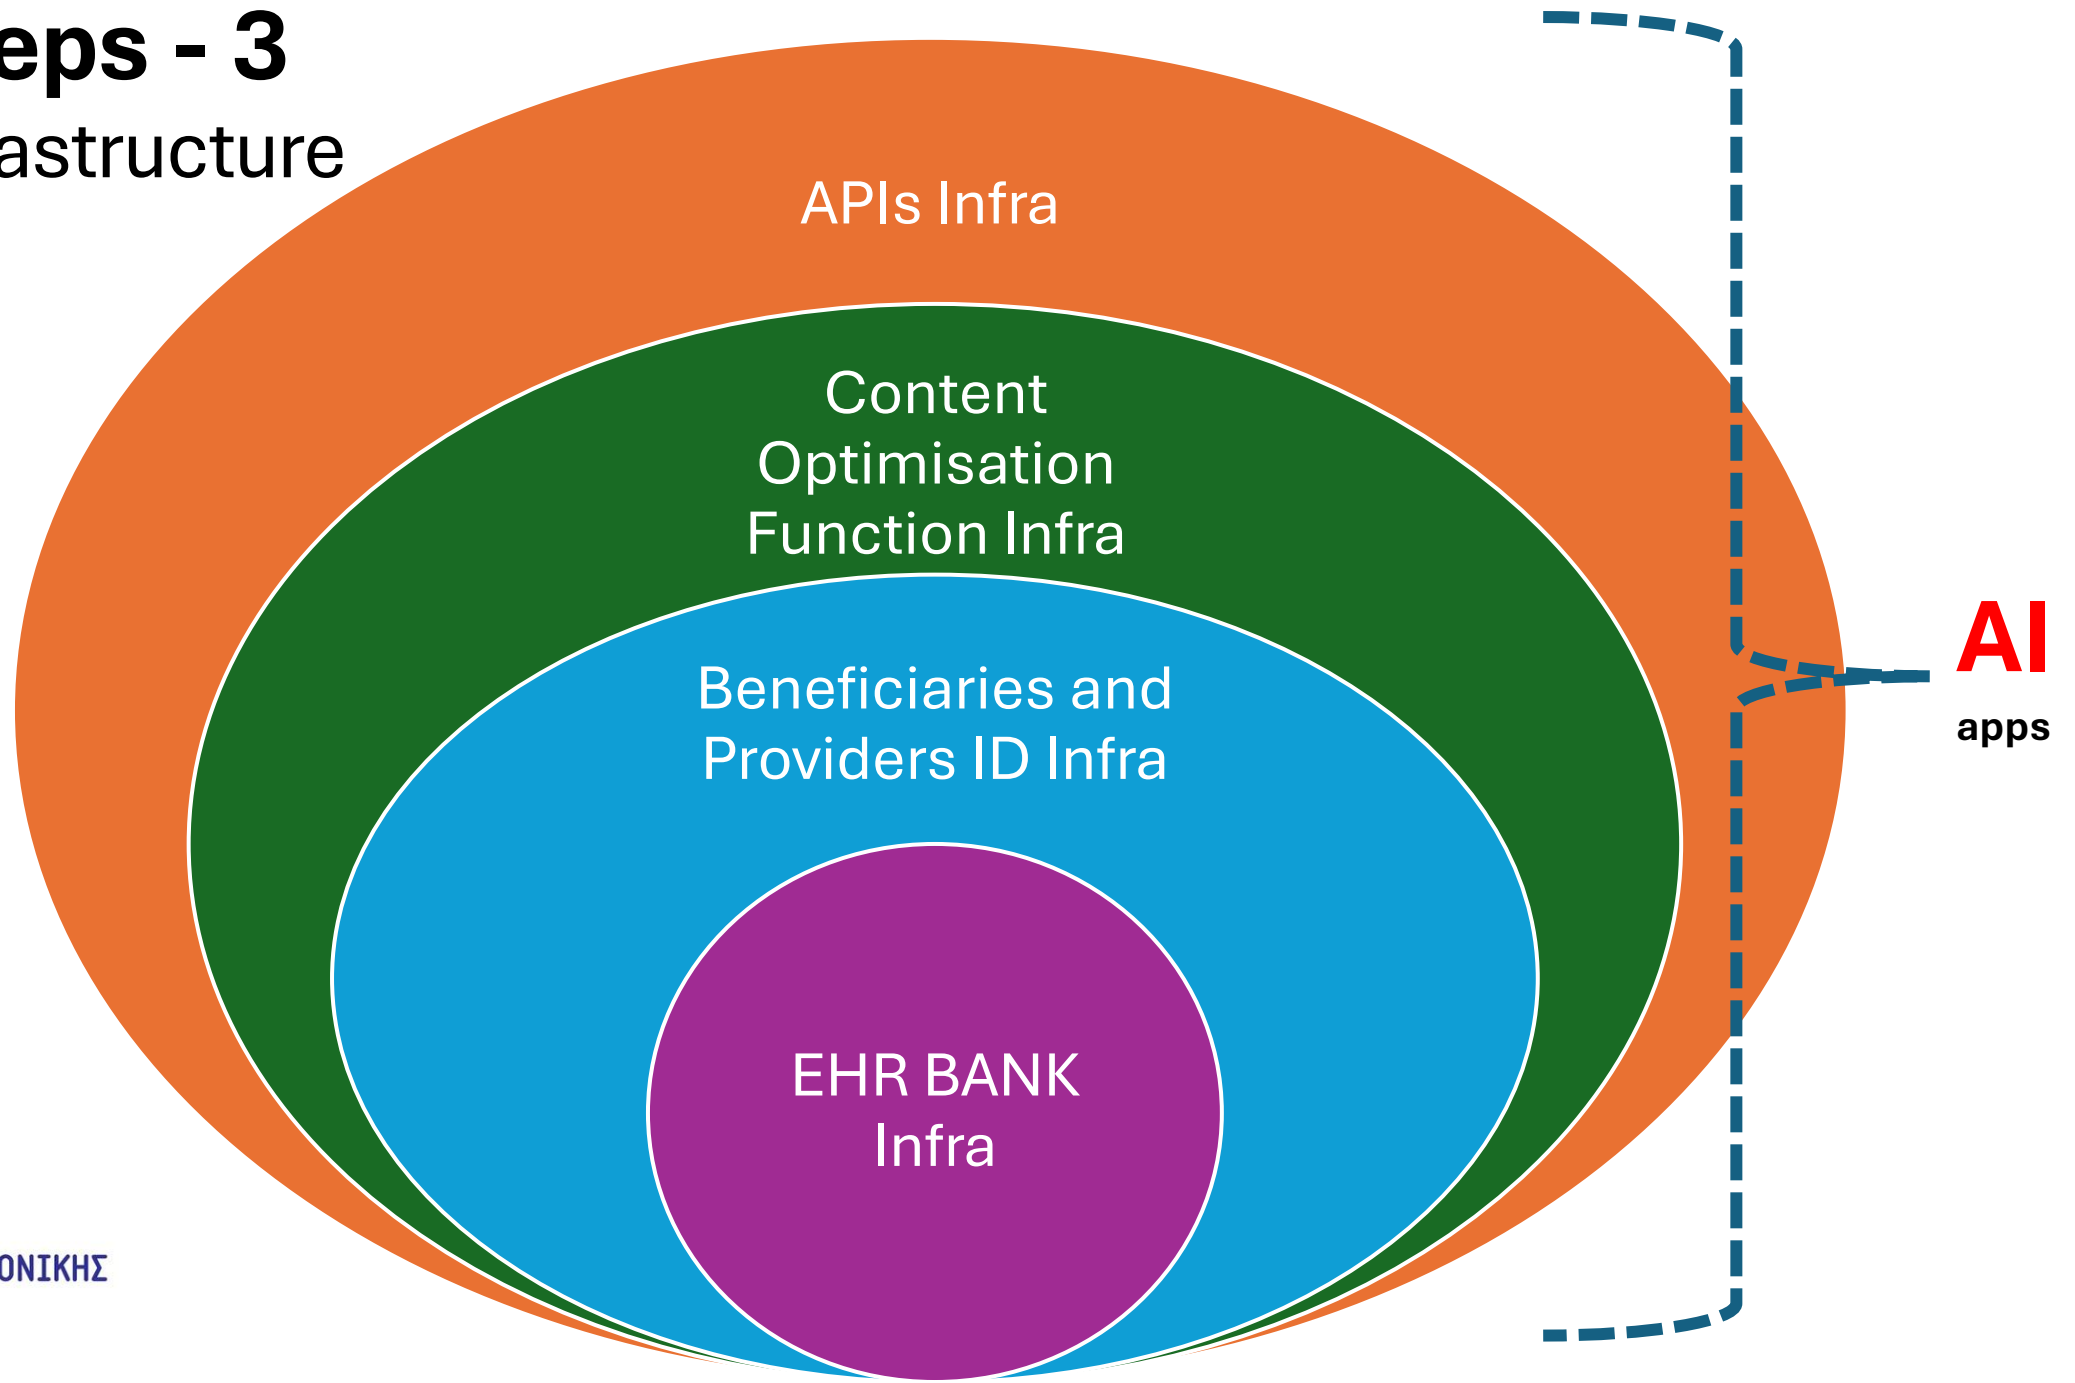 eps - 3
astructure
APIs Infra
Content
Optimisation
Function Infra
Beneficiaries and
Providers ID Infra
EHR BANK
Infra
AI
apps
ΟΝΙΚΗΣ